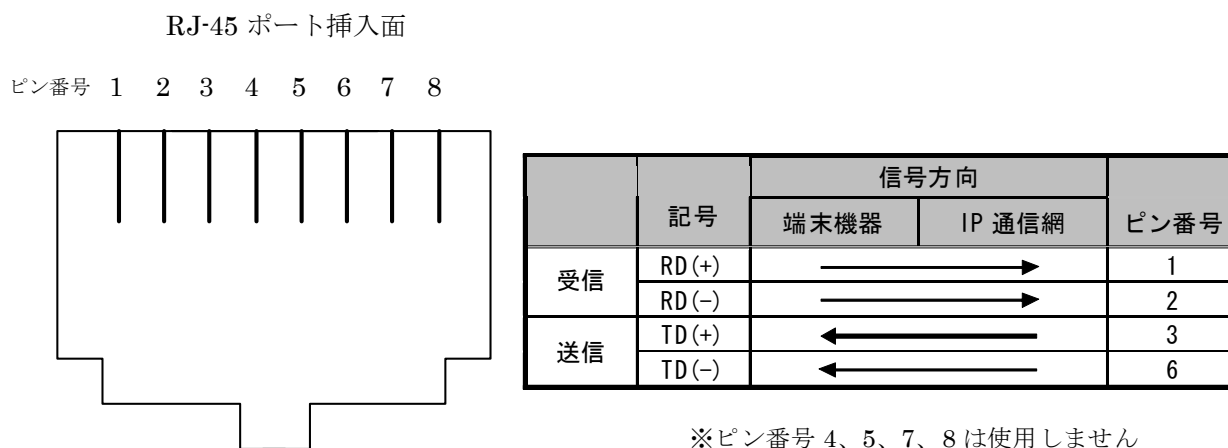 RJ-45 ポート挿入面
ピン番号 1 2 3 4 5 6 7 8
信号方向
記号 端末機器 IP 通信網 ピン番号
受信 RD(+) 1
RD(−) 2
送信 TD(+) 3
TD(−) 6
※ピン番号 4、5、7、8 は使用しません